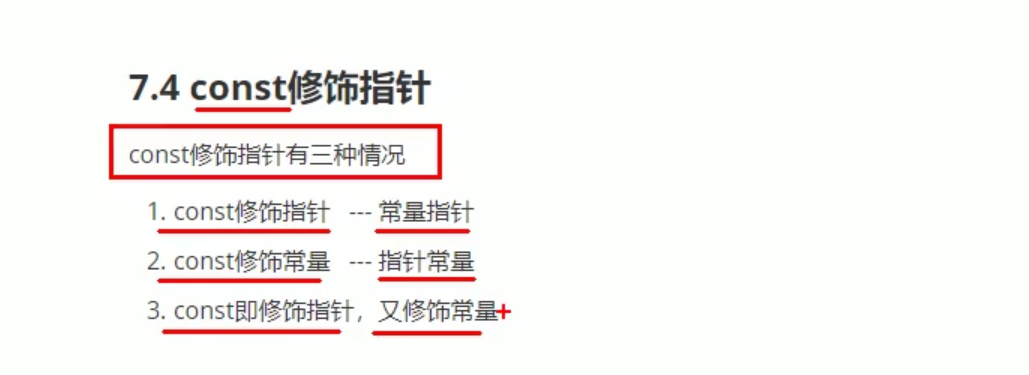 7.4 const修饰指针
const修饰指针有三种情况
1. const修饰指针 --- 常量指针
2. const修饰常量 --- 指针常量
3. const即修饰指针，又修饰常量